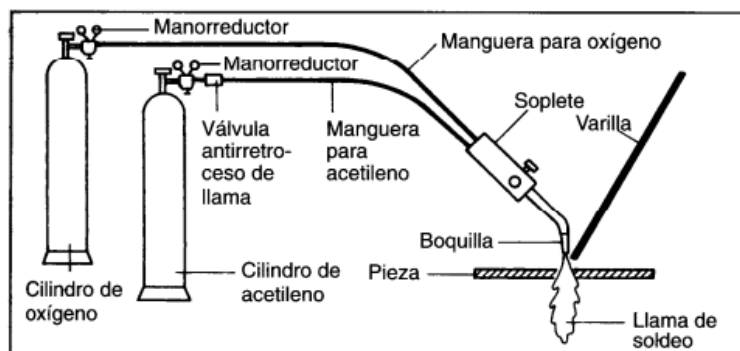 Manorreductor
Manguera para oxígeno
Manorreductor
Soplete
Varilla
Válvula
antirretro-
ceso de
llama
Manguera
para
acetileno
Boquilla
Pieza
Cilindro de
oxígeno
Cilindro de
acetileno
Llama de
soldeo